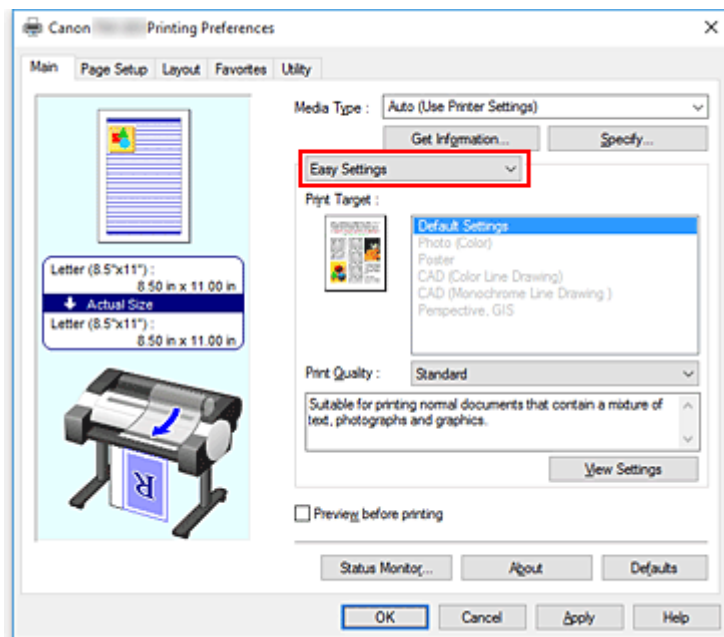 Canon Printing Preferences
Main Page Setup Layout Favorites Utility
Media Type : Auto (Use Printer Settings)
Get Information... Specify...
Easy Settings
Print Target :
Default Settings
Photo (Color)
Poster
CAD (Color Line Drawing)
CAD (Monochrome Line Drawing )
Perspective, GIS
Letter (8.5"x11") :
8.50 in x 11.00 in
Actual Size
Letter (8.5"x11") :
8.50 in x 11.00 in
R
Print Quality : Standard
Suitable for printing normal documents that contain a mixture of
text, photographs and graphics.
View Settings
Preview before printing
Status Monitor... About Defaults
OK Cancel Apply Help